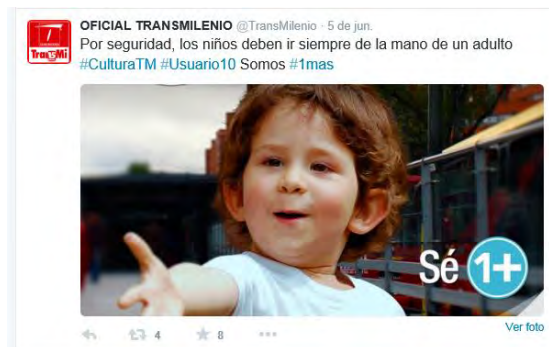 OFICIAL TRANSMILENIO @TransMilenio · 5 de jun.
Por seguridad, los niños deben ir siempre de la mano de un adulto
#CulturaTM #Usuario10 Somos #1mas
Sé 1+
Ver foto
4 8